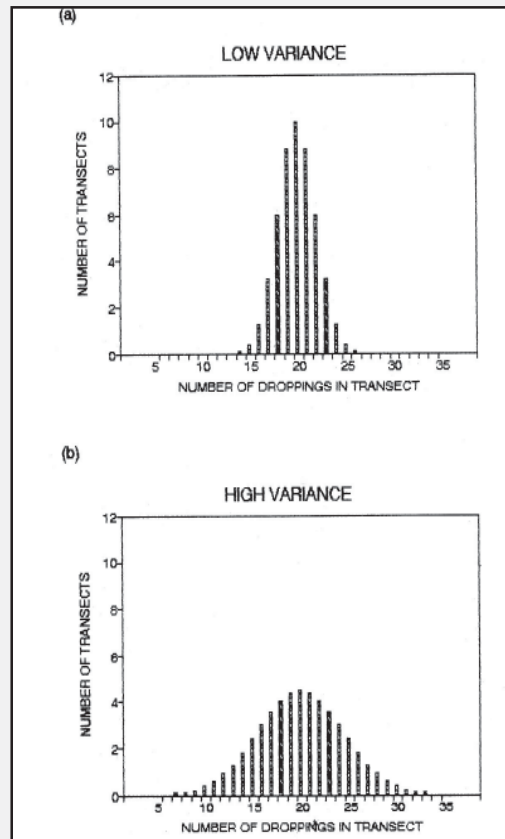 (a)
LOW VARIANCE
12
10
8
6
4
2
0
NUMBER OF TRANSECTS
5 10 15 20 25 30 35
NUMBER OF DROPPINGS IN TRANSECT
(b)
HIGH VARIANCE
12
10
8
6
4
2
0
NUMBER OF TRANSECTS
5 10 15 20 25 30 35
NUMBER OF DROPPINGS IN TRANSECT